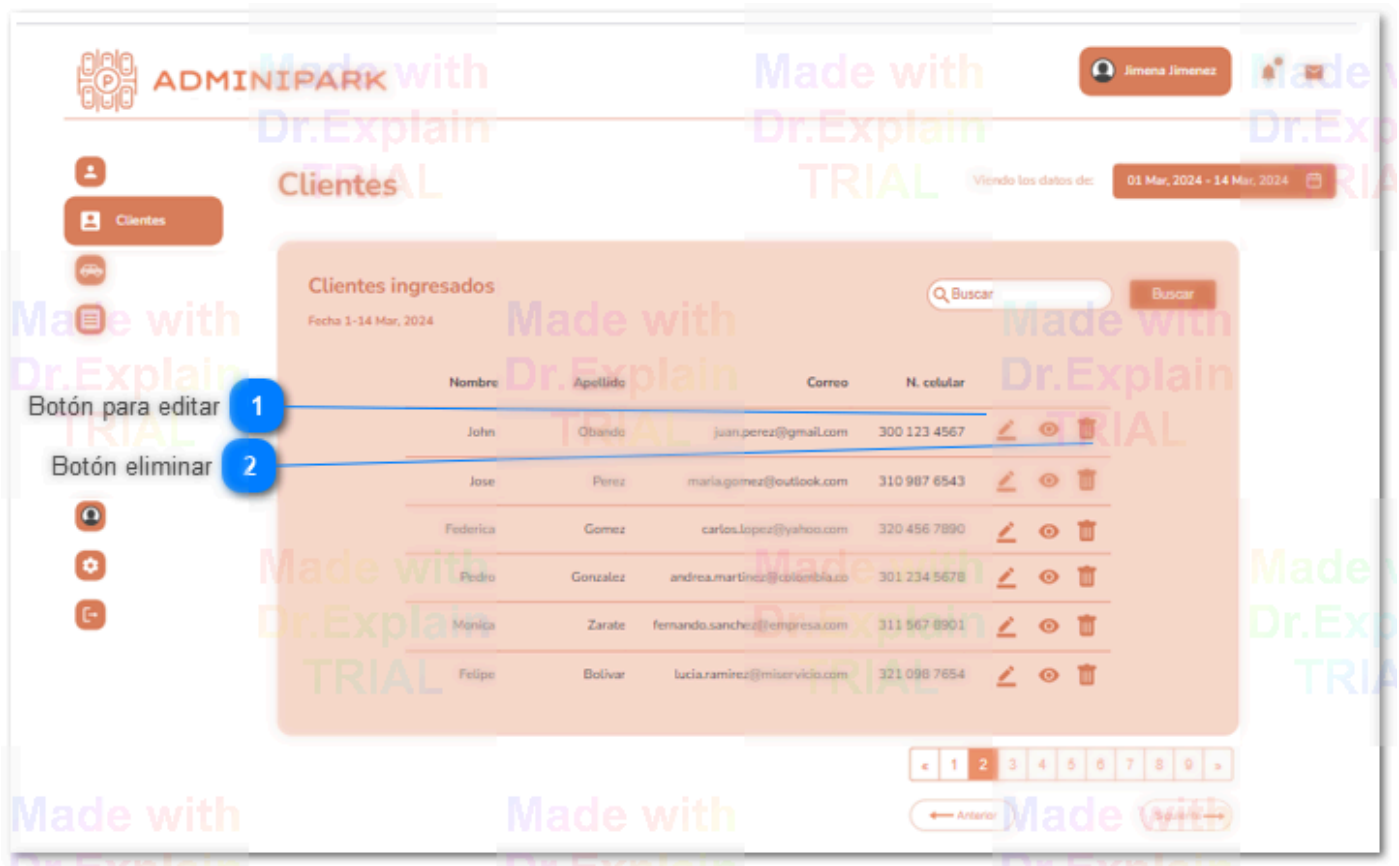 ADMINIPARK
Jimena Jimenez
Clientes
Clientes
Viendo los datos de:
01 Mar, 2024 - 14 Mar, 2024
Clientes ingresados
Fecha 1-14 Mar, 2024
Buscar
Buscar
Nombre Apellido Correo N. celular
Botón para editar 1
John Obando juan.perez@gmail.com 300 123 4567
Botón eliminar 2
Jose Perez maria.gomez@outlook.com 310 987 6543
Federica Gomez carlos.lopez@yahoo.com 320 456 7890
Pedro Gonzalez andrea.martinez@colombia.co 301 234 5678
Monica Zarate fernando.sanchez@empresa.com 311 567 8901
Felipe Bolivar lucia.ramirez@miservicio.com 321 098 7654
« 1 2 3 4 5 6 7 8 9 »
Anterior Siguiente
Made with
Dr.Explain
TRIAL